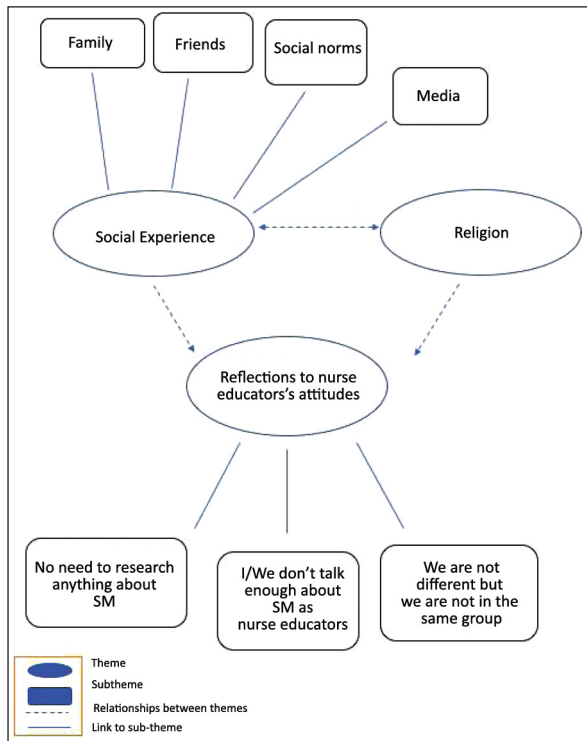 Family
Friends
Social norms
Media
Social Experience
Religion
Reflections to nurse
educators's attitudes
No need to research
anything about
SM
I/We don't talk
enough about
SM as
nurse educators
We are not
different but
we are not in the
same group
Theme
Subtheme
Relationships between themes
Link to sub-theme